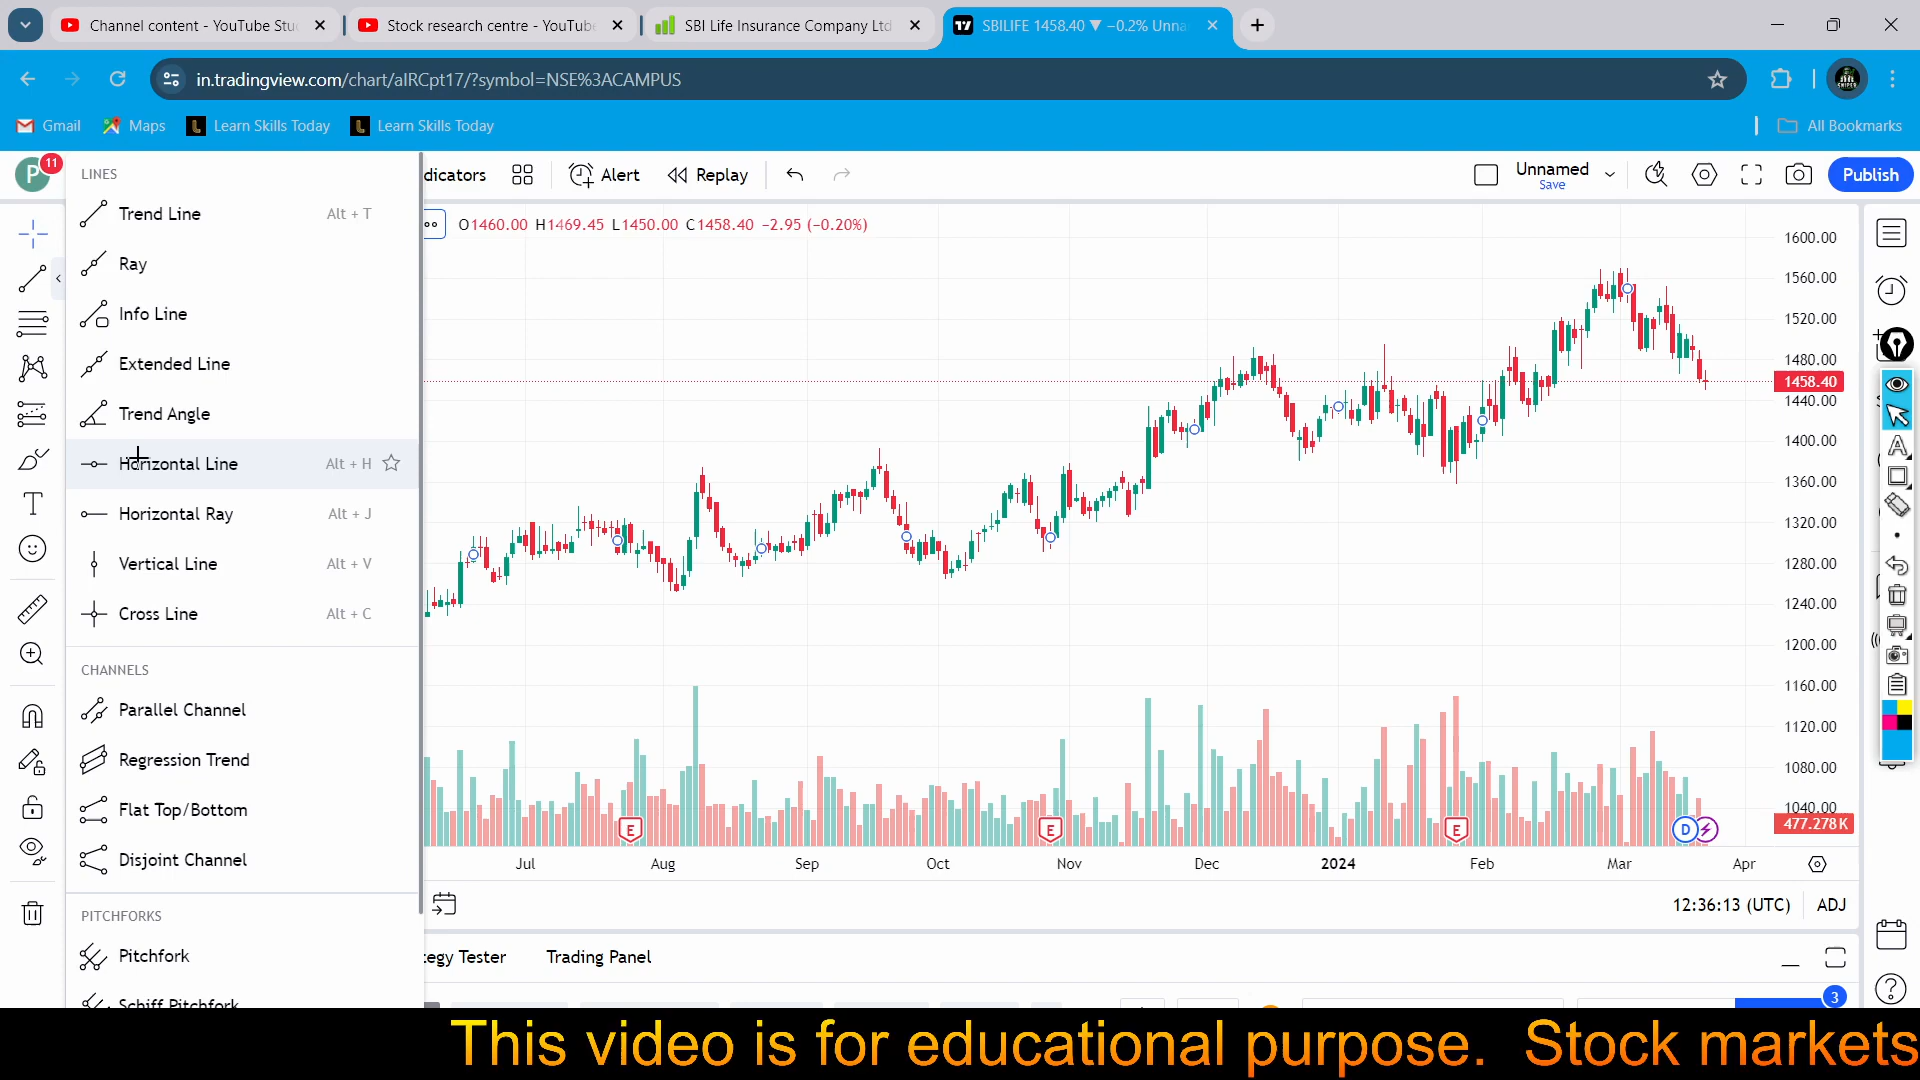 Channel content - YouTube Stu
Stock research centre - YouTube
SBI Life Insurance Company Ltd
SBILIFE 1458.40 ▼ −0.2% Unna
in.tradingview.com/chart/aIRCpt17/?symbol=NSE%3ACAMPUS
Gmail
Maps
Learn Skills Today
Learn Skills Today
All Bookmarks
P
11
dicators
Alert
Replay
Unnamed
Save
Publish
LINES
Trend Line Alt + T
Ray
Info Line
Extended Line
Trend Angle
Horizontal Line Alt + H
Horizontal Ray Alt + J
Vertical Line Alt + V
Cross Line Alt + C
CHANNELS
Parallel Channel
Regression Trend
Flat Top/Bottom
Disjoint Channel
PITCHFORKS
Pitchfork
Schiff Pitchfork
O1460.00 H1469.45 L1450.00 C1458.40 −2.95 (−0.20%)
1600.00
1560.00
1520.00
1480.00
1458.40
1440.00
1400.00
1360.00
1320.00
1280.00
1240.00
1200.00
1160.00
1120.00
1080.00
1040.00
477.278K
E
E
E
D
Jul Aug Sep Oct Nov Dec 2024 Feb Mar Apr
12:36:13 (UTC)
ADJ
tegy Tester
Trading Panel
3
This video is for educational purpose. Stock markets